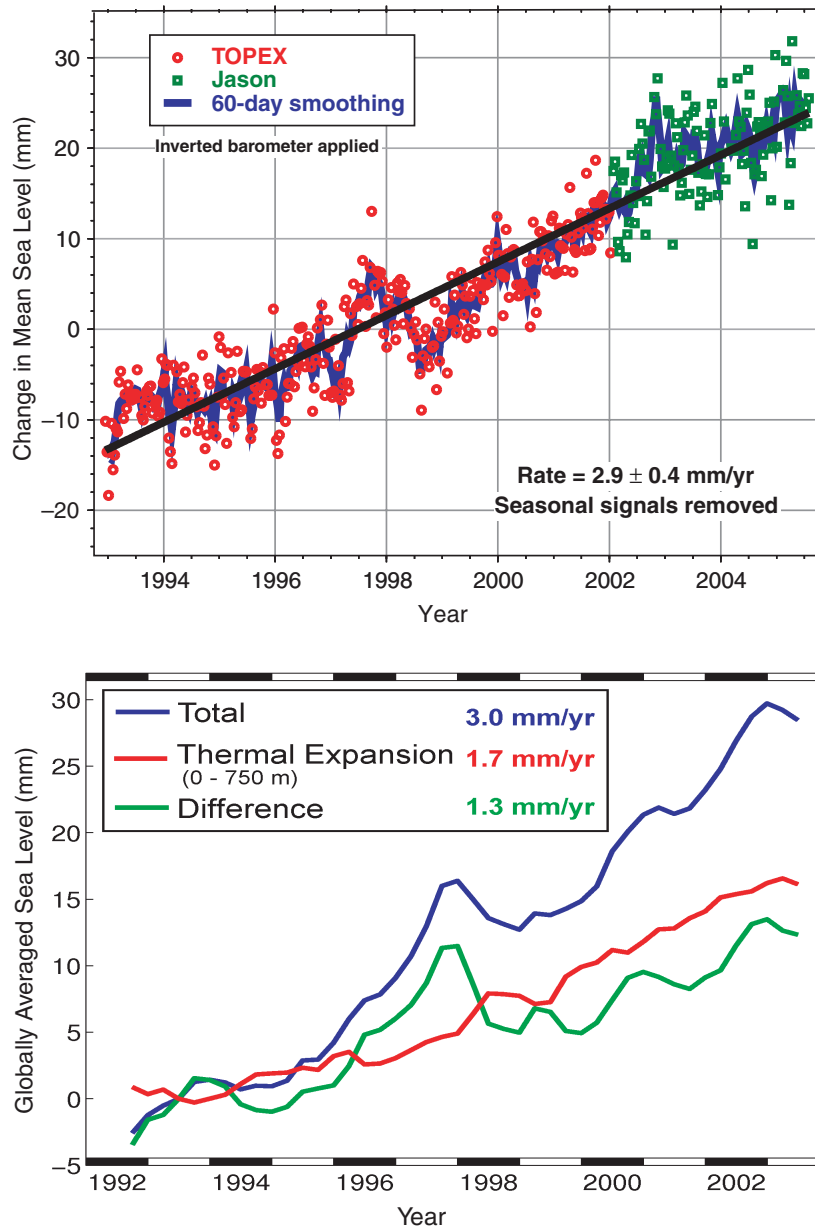 30
20
10
0
−10
−20
Change in Mean Sea Level (mm)
TOPEX
Jason
60-day smoothing
Inverted barometer applied
Rate = 2.9 ± 0.4 mm/yr
Seasonal signals removed
1994 1996 1998 2000 2002 2004
Year
30
25
20
15
10
5
0
−5
Globally Averaged Sea Level (mm)
Total 3.0 mm/yr
Thermal Expansion 1.7 mm/yr
(0 - 750 m)
Difference 1.3 mm/yr
1992 1994 1996 1998 2000 2002
Year